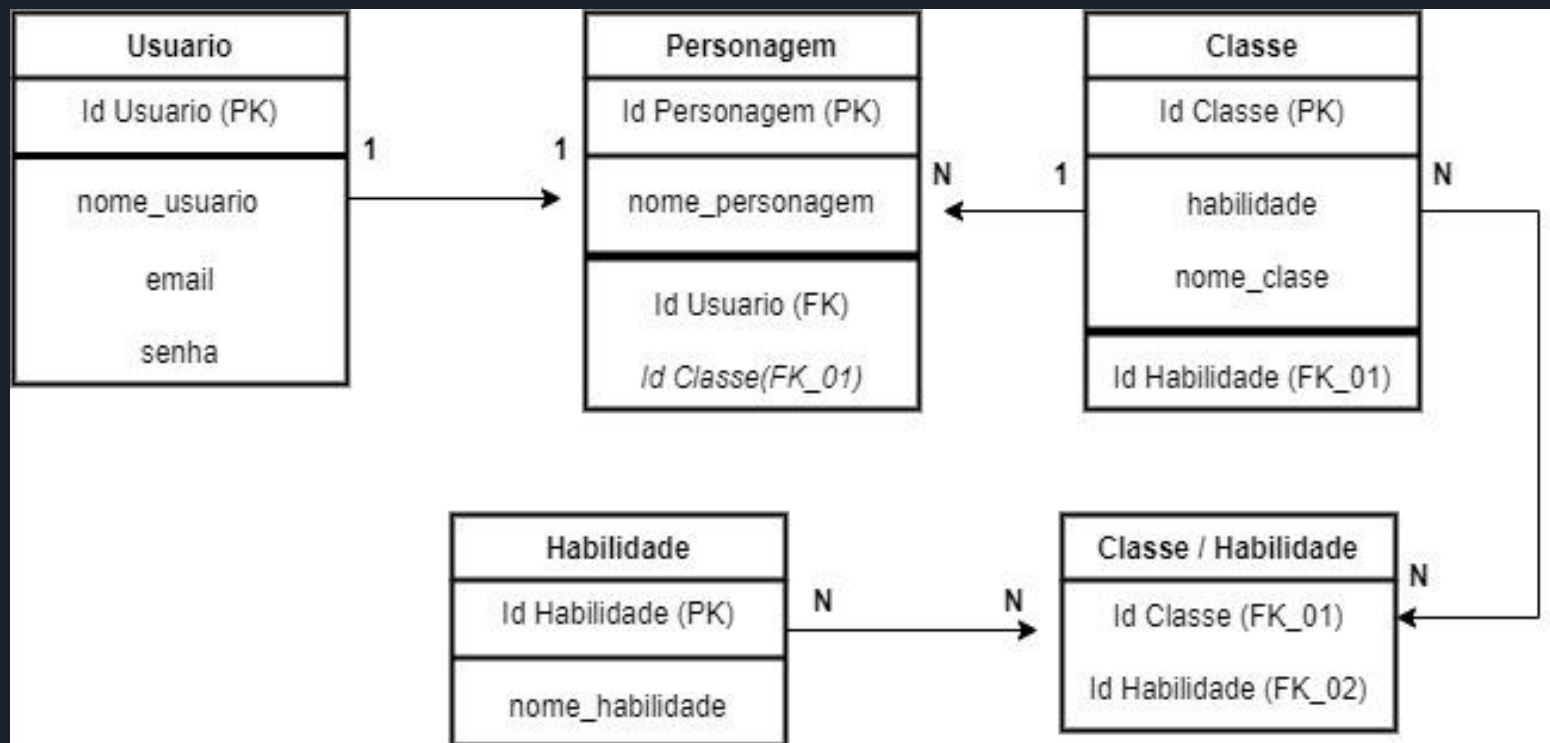 Usuario
Id Usuario (PK)
nome_usuario
email
senha
1
1
Personagem
Id Personagem (PK)
nome_personagem
Id Usuario (FK)
Id Classe(FK_01)
N
1
Classe
Id Classe (PK)
habilidade
nome_clase
Id Habilidade (FK_01)
N
Habilidade
Id Habilidade (PK)
nome_habilidade
N
N
Classe / Habilidade
Id Classe (FK_01)
Id Habilidade (FK_02)
N